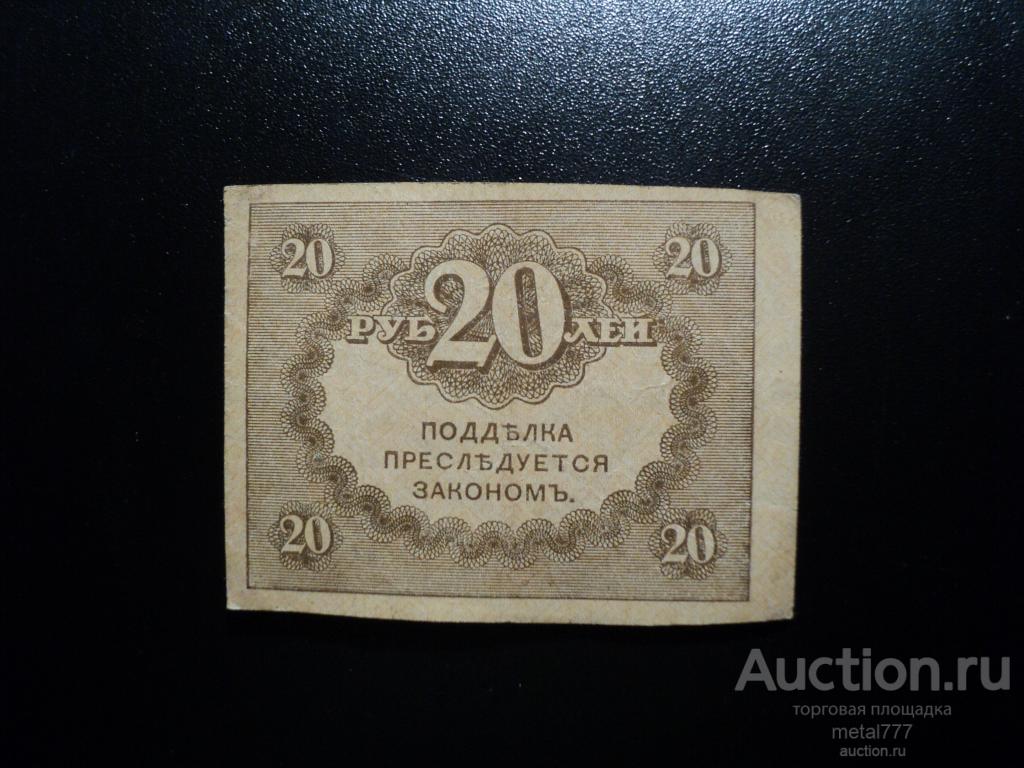 20 20
РУБ 20 ЛЕЙ
ПОДДѢЛКА
ПРЕСЛѢДУЕТСЯ
ЗАКОНОМЪ.
20 20
Auction.ru
торговая площадка
metal777
auction.ru